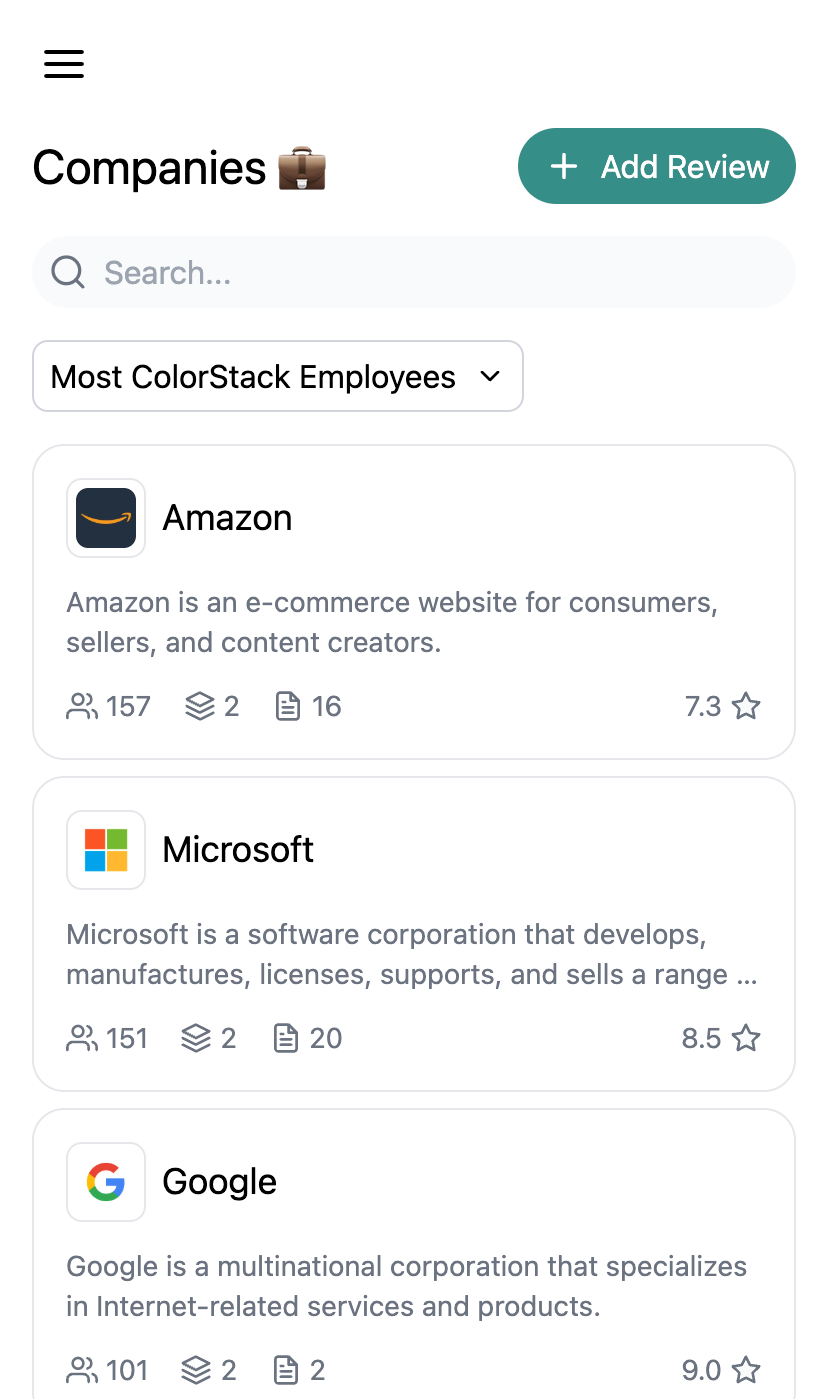 Companies 💼
+ Add Review
Search...
Most ColorStack Employees
Amazon
Amazon is an e-commerce website for consumers,
sellers, and content creators.
157 2 16 7.3
Microsoft
Microsoft is a software corporation that develops,
manufactures, licenses, supports, and sells a range ...
151 2 20 8.5
Google
Google is a multinational corporation that specializes
in Internet-related services and products.
101 2 2 9.0